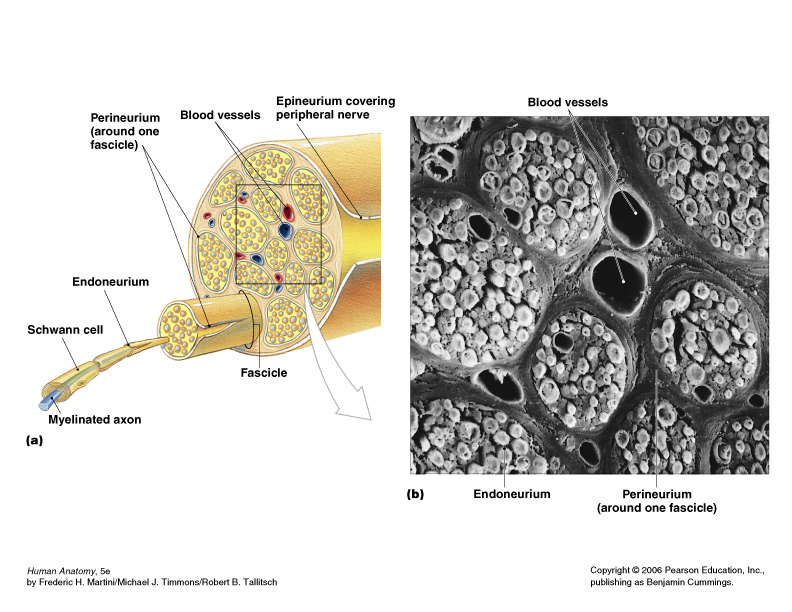 Epineurium covering
peripheral nerve
Blood vessels
Perineurium
(around one
fascicle)
Endoneurium
Schwann cell
Myelinated axon
Fascicle
(a)
Blood vessels
(b)
Endoneurium
Perineurium
(around one fascicle)
Human Anatomy, 5e
by Frederic H. Martini/Michael J. Timmons/Robert B. Tallitsch
Copyright © 2006 Pearson Education, Inc.,
publishing as Benjamin Cummings.